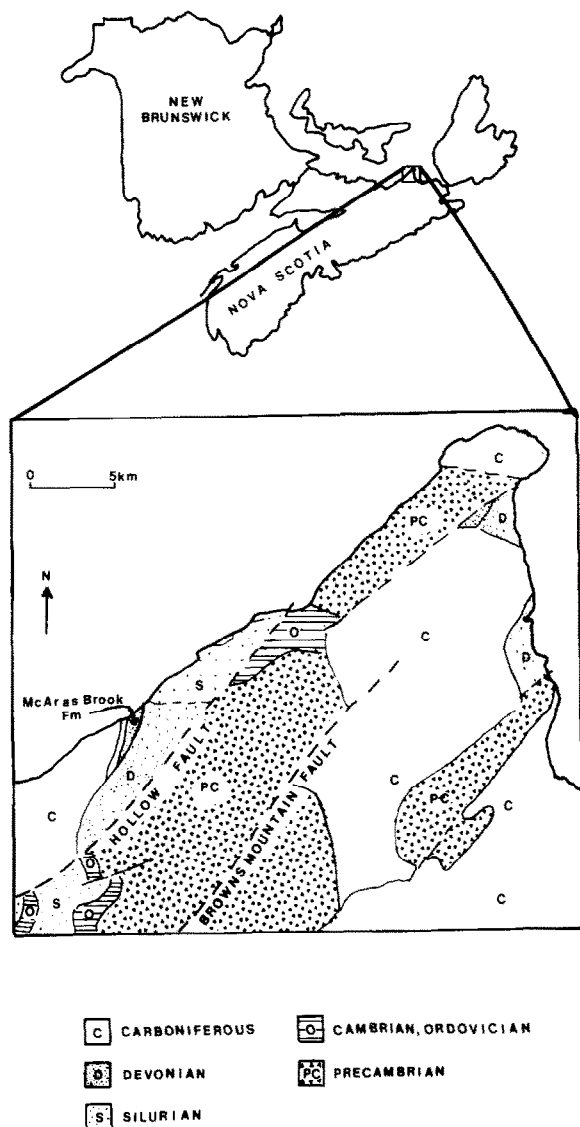 NEW
BRUNSWICK
NOVA SCOTIA
0 5km
C
PC
D
N
O
C
S
D
McAras Brook
Fm
HOLLOW FAULT
D
PC
C
PC
C
C
BROWNS MOUNTAIN FAULT
O
S
O
O
C
C CARBONIFEROUS
O CAMBRIAN, ORDOVICIAN
D DEVONIAN
PC PRECAMBRIAN
S SILURIAN